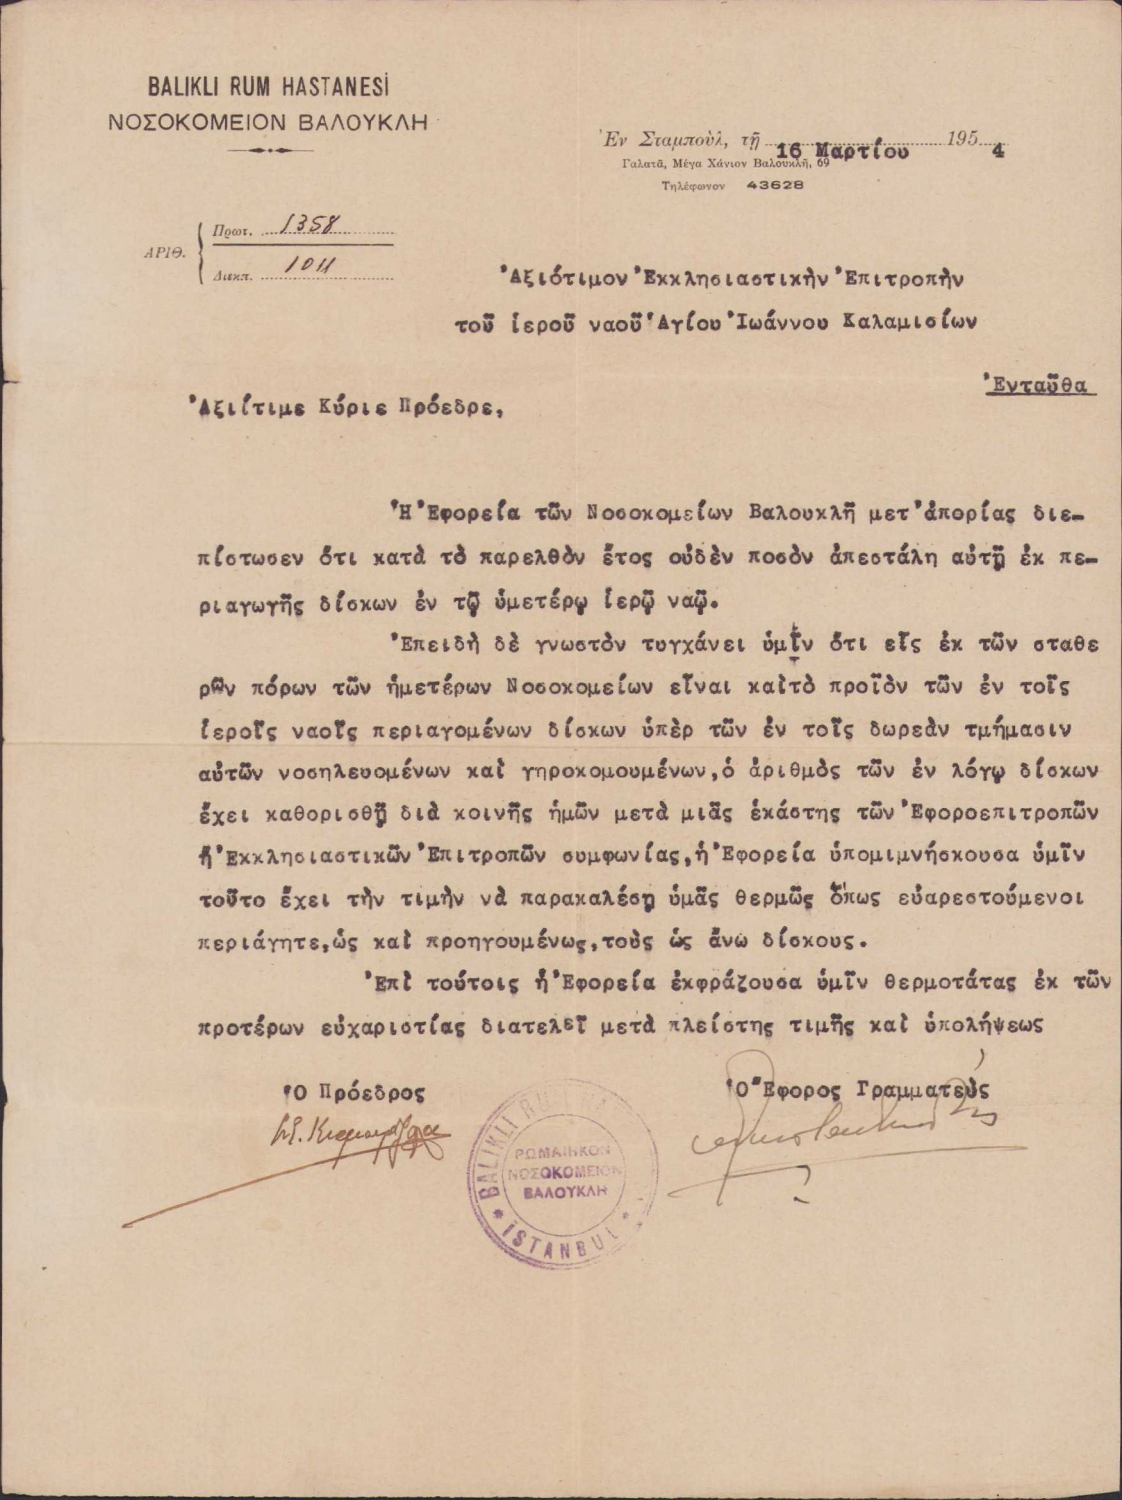 BALIKLI RUM HASTANESİ
ΝΟΣΟΚΟΜΕΙΟΝ ΒΑΛΟΥΚΛΗ
Ἐν Σταμποὺλ, τῇ 16 Μαρτίου 1954
Γαλατᾶ, Μέγα Χάνιον Βαλουκλῆ, 69
Τηλέφωνον 43628
ΑΡΙΘ.
Πρωτ. 1358
Διεκπ. 1011
Ἀξιότιμον Ἐκκλησιαστικὴν Ἐπιτροπὴν
τοῦ ἱεροῦ ναοῦ Ἁγίου Ἰωάννου Καλαμισίων
Ἐνταῦθα
Ἀξιίτιμε Κύριε Πρόεδρε,
Ἡ Ἐφορεία τῶν Νοσοκομείων Βαλουκλῆ μετ'ἀπορίας διε-
πίστωσεν ὅτι κατὰ τὸ παρελθὸν ἔτος οὐδὲν ποσὸν ἀπεστάλη αὐτῇ ἐκ πε-
ριαγωγῆς δίσκων ἐν τῷ ὑμετέρῳ ἱερῷ ναῷ.
Ἐπειδὴ δὲ γνωστὸν τυγχάνει ὑμῖν ὅτι εἷς ἐκ τῶν σταθε
ρῶν πόρων τῶν ἡμετέρων Νοσοκομείων εἶναι καὶτὸ προϊὸν τῶν ἐν τοῖς
ἱεροῖς ναοῖς περιαγομένων δίσκων ὑπὲρ τῶν ἐν τοῖς δωρεὰν τμήμασιν
αὐτῶν νοσηλευομένων καὶ γηροκομουμένων,ὁ ἀριθμὸς τῶν ἐν λόγῳ δίσκων
ἔχει καθορισθῇ διὰ κοινῆς ἡμῶν μετὰ μιᾶς ἑκάστης τῶν Ἐφοροεπιτροπῶν
ἢ Ἐκκλησιαστικῶν Ἐπιτροπῶν συμφωνίας,ἡ Ἐφορεία ὑπομιμνήσκουσα ὑμῖν
τοῦτο ἔχει τὴν τιμὴν νὰ παρακαλέσῃ ὑμᾶς θερμῶς ὅπως εὐαρεστούμενοι
περιάγητε,ὡς καὶ προηγουμένως,τοὺς ὡς ἄνω δίσκους.
Ἐπὶ τούτοις ἡ Ἐφορεία ἐκφράζουσα ὑμῖν θερμοτάτας ἐκ τῶν
προτέρων εὐχαριστίας διατελεῖ μετὰ πλείστης τιμῆς καὶ ὑπολήψεως
Ὁ Πρόεδρος
Ὁ Ἔφορος Γραμματεὺς
BALIKLI RUM
ΡΩΜΑΙΗΚΟΝ
ΝΟΣΟΚΟΜΕΙΟΝ
ΒΑΛΟΥΚΛΗ
İSTANBUL